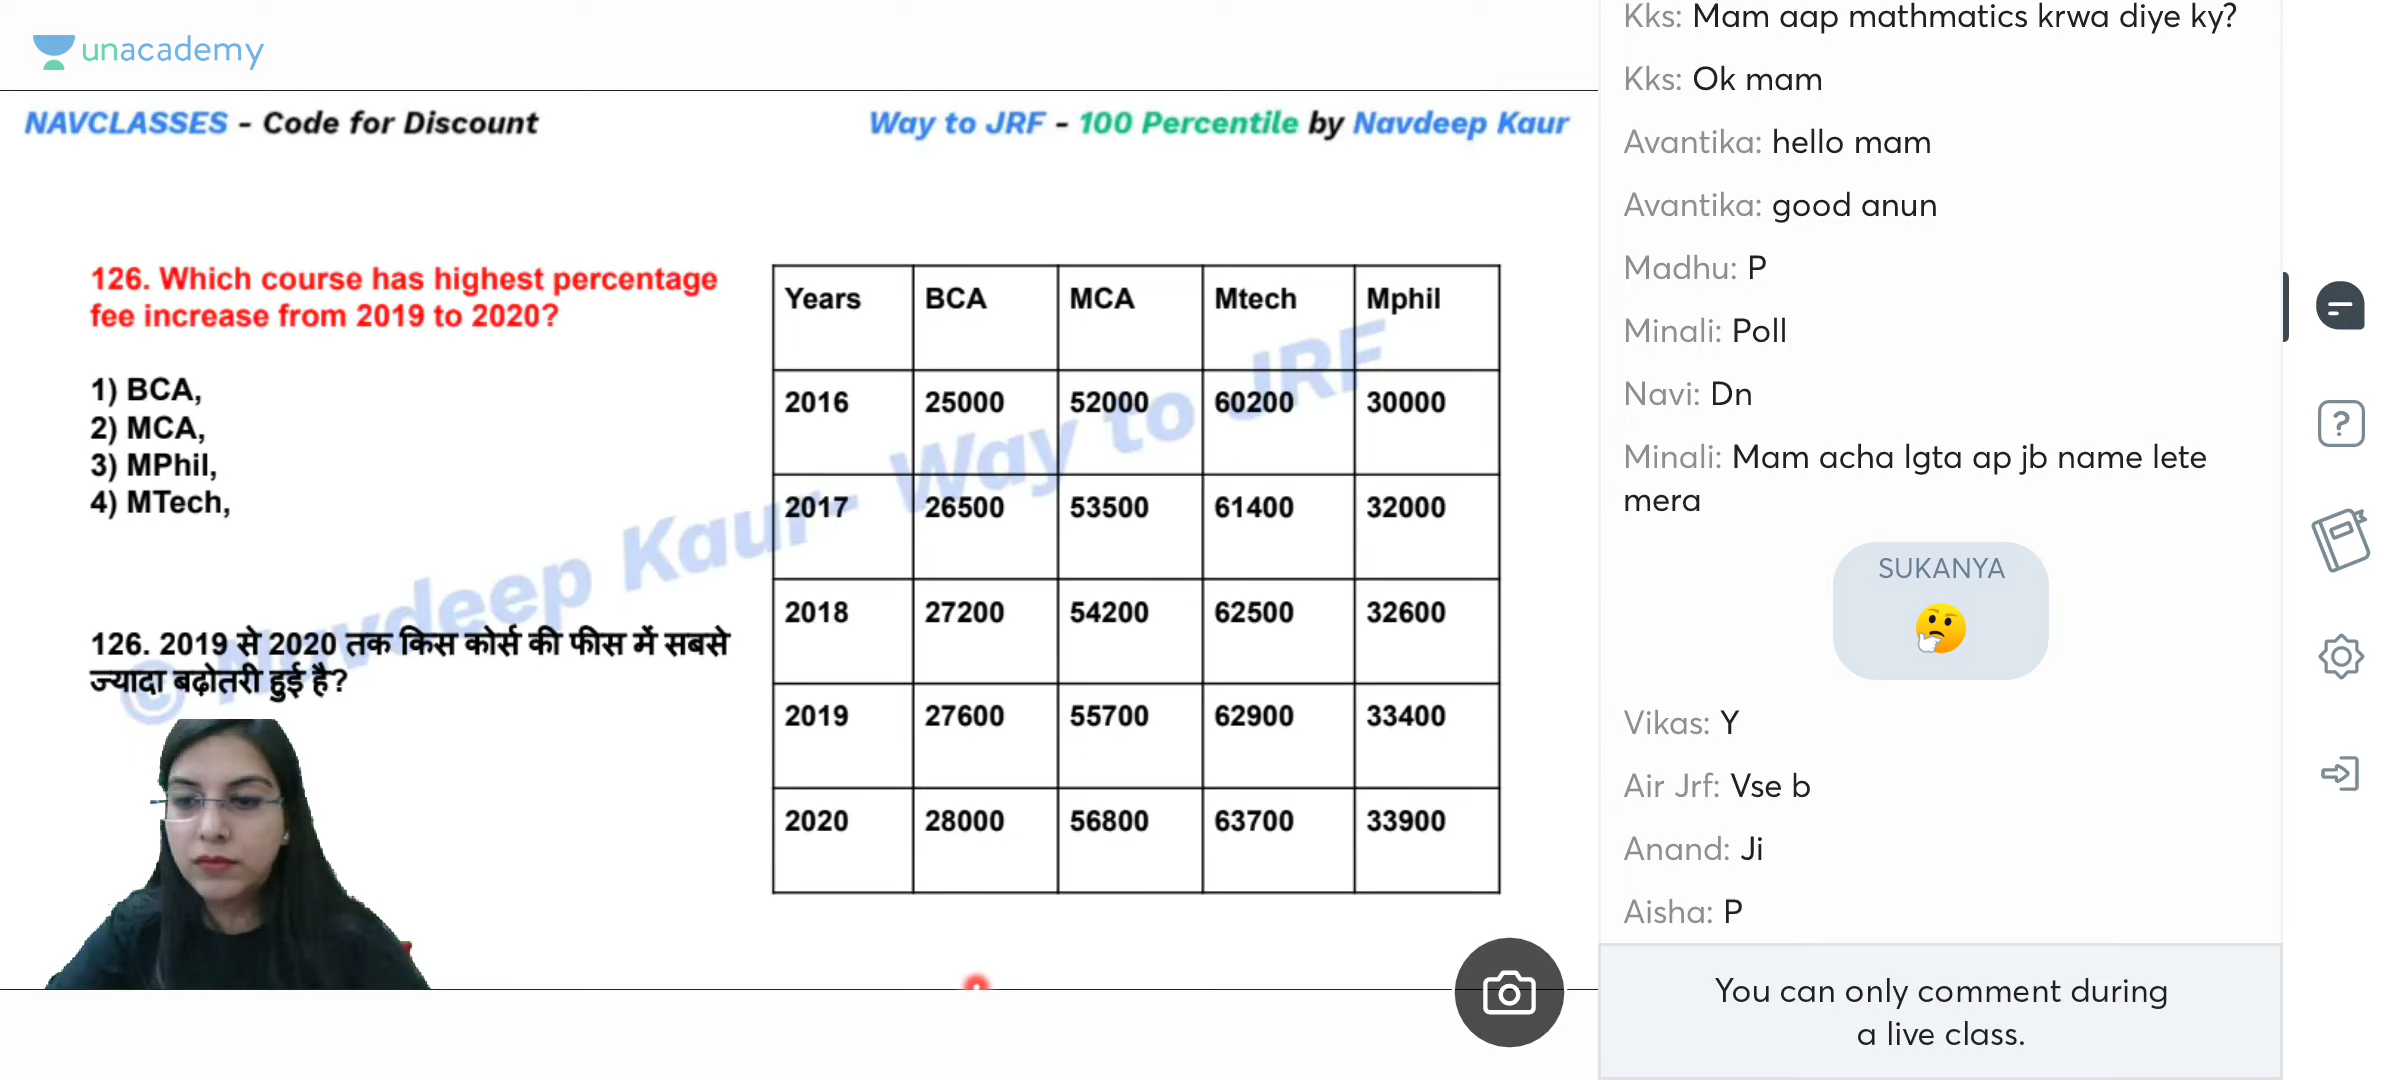 unacademy
NAVCLASSES - Code for Discount
Way to JRF - 100 Percentile by Navdeep Kaur
126. Which course has highest percentage
fee increase from 2019 to 2020?
1) BCA,
2) MCA,
3) MPhil,
4) MTech,
126. 2019 से 2020 तक किस कोर्स की फीस में सबसे
ज्यादा बढ़ोतरी हुई है?
Years BCA MCA Mtech Mphil
2016 25000 52000 60200 30000
2017 26500 53500 61400 32000
2018 27200 54200 62500 32600
2019 27600 55700 62900 33400
2020 28000 56800 63700 33900
© Navdeep Kaur- Way to JRF
Kks: Mam aap mathmatics krwa diye ky?
Kks: Ok mam
Avantika: hello mam
Avantika: good anun
Madhu: P
Minali: Poll
Navi: Dn
Minali: Mam acha lgta ap jb name lete
mera
SUKANYA
Vikas: Y
Air Jrf: Vse b
Anand: Ji
Aisha: P
You can only comment during
a live class.